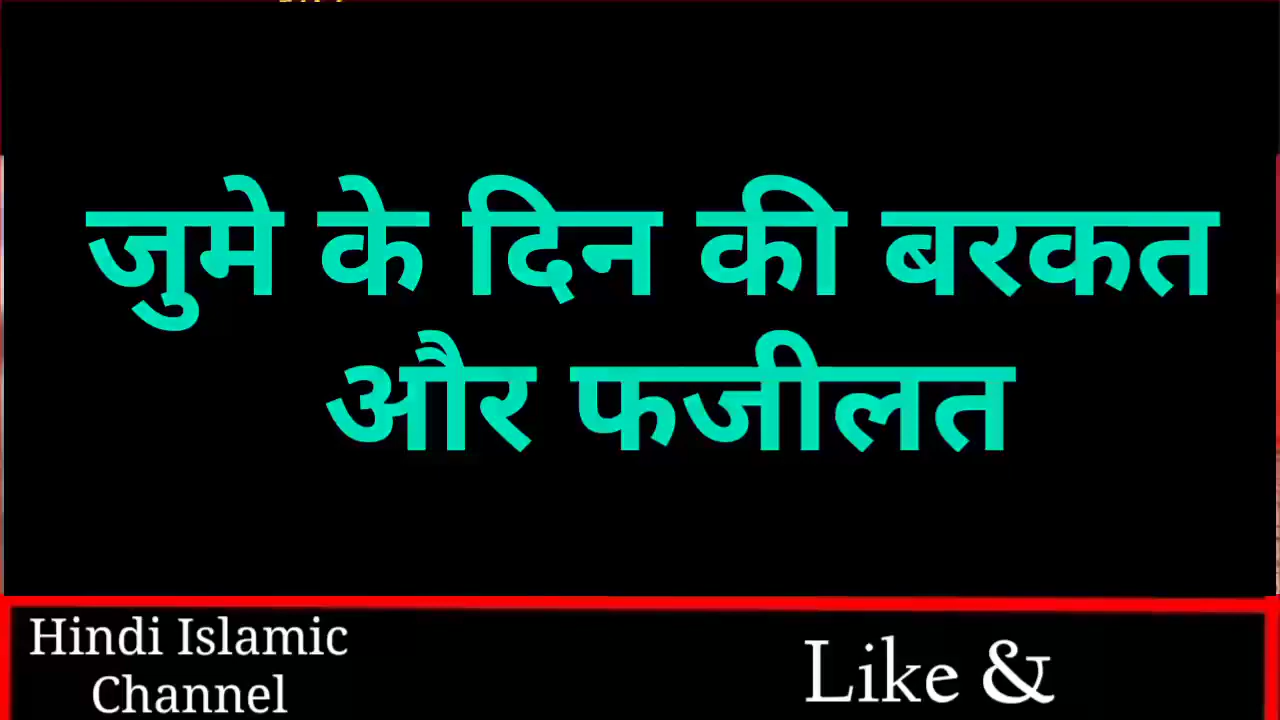 जुमे के दिन की बरकत
और फजीलत
Hindi Islamic
Channel
Like &